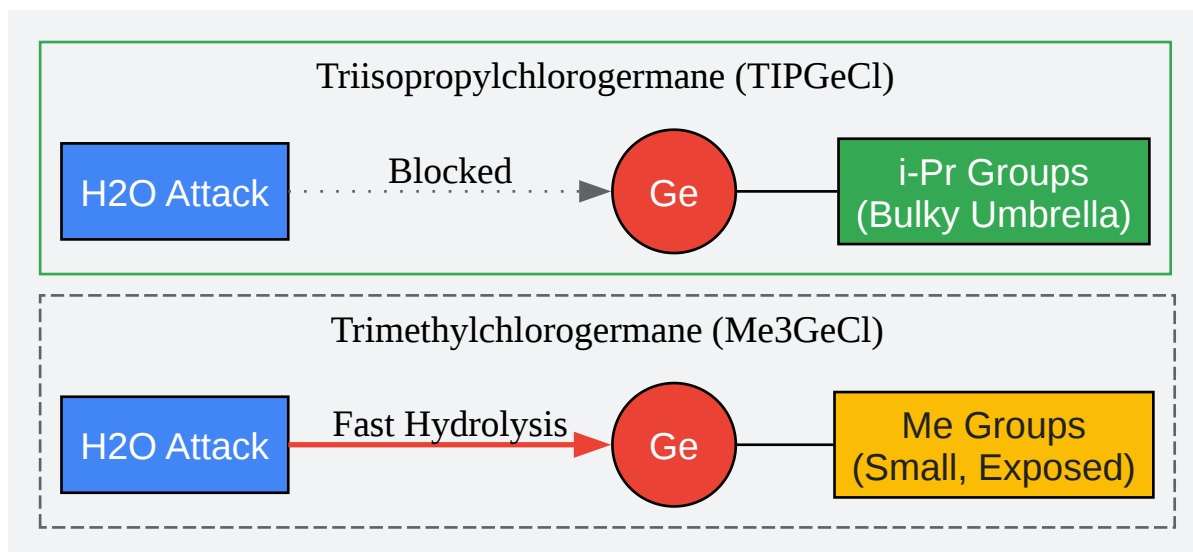 Triisopropylchlorogermane (TIPGeCl)
H2O Attack
Blocked
Ge
i-Pr Groups
(Bulky Umbrella)
Trimethylchlorogermane (Me3GeCl)
H2O Attack
Fast Hydrolysis
Ge
Me Groups
(Small, Exposed)